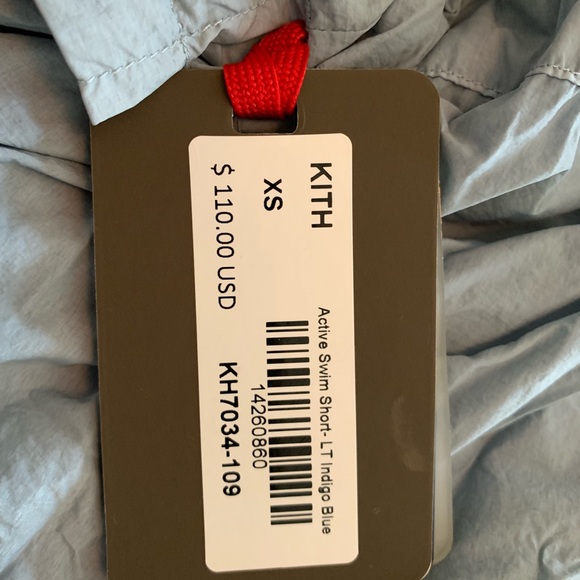 KITH
Active Swim Short- LT Indigo Blue
XS
14260860
$ 110.00 USD
KH7034-109